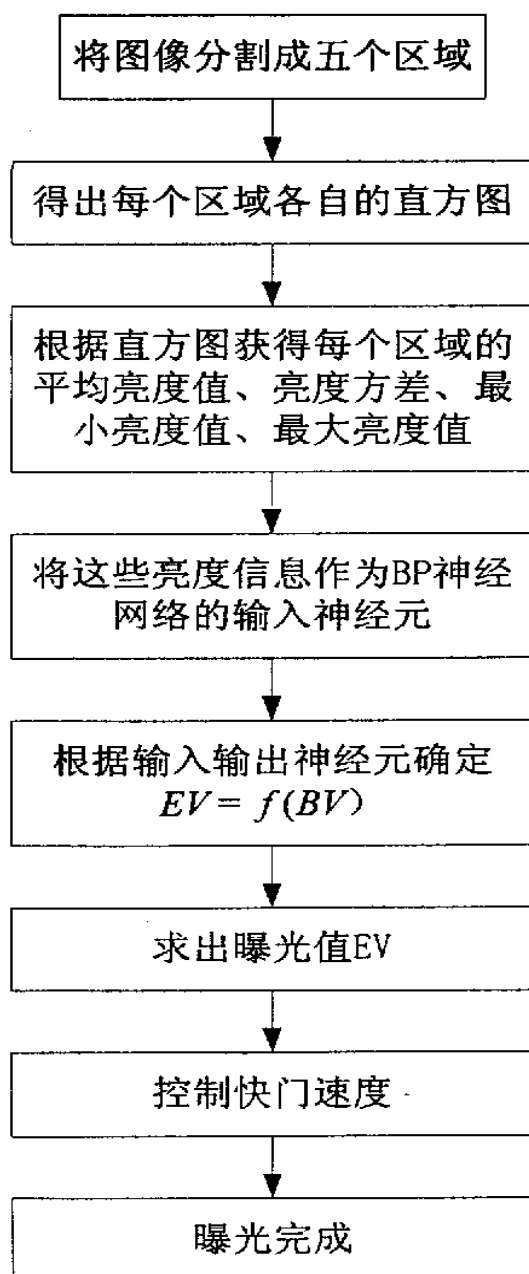 将图像分割成五个区域
得出每个区域各自的直方图
根据直方图获得每个区域的
平均亮度值、亮度方差、最
小亮度值、最大亮度值
将这些亮度信息作为BP神经
网络的输入神经元
根据输入输出神经元确定
EV= f(BV)
求出曝光值EV
控制快门速度
曝光完成